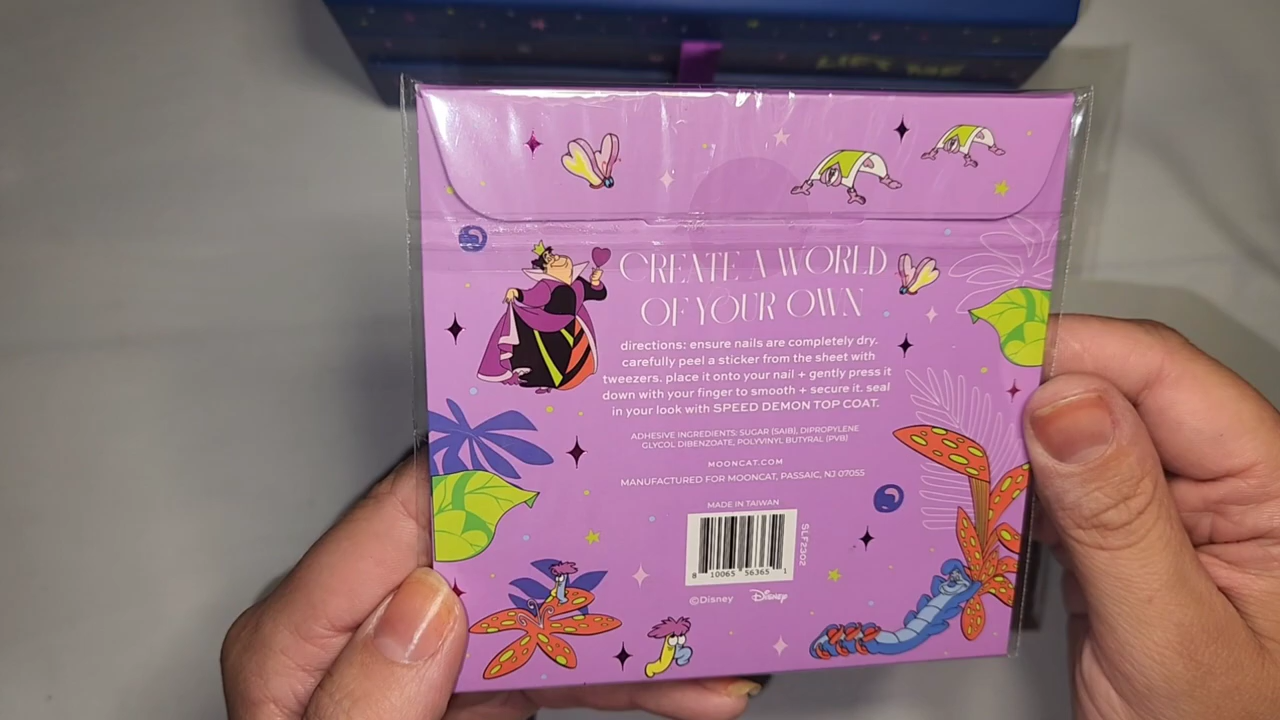 LIFT ME
CREATE A WORLD
OF YOUR OWN
directions: ensure nails are completely dry.
carefully peel a sticker from the sheet with
tweezers. place it onto your nail + gently press it
down with your finger to smooth + secure it. seal
in your look with SPEED DEMON TOP COAT.
ADHESIVE INGREDIENTS: SUGAR (SAIB), DIPROPYLENE
GLYCOL DIBENZOATE, POLYVINYL BUTYRAL (PVB)
MOONCAT.COM
MANUFACTURED FOR MOONCAT, PASSAIC, NJ 07055
MADE IN TAIWAN
SLF2302
8 10065 56365 1
©Disney Disney